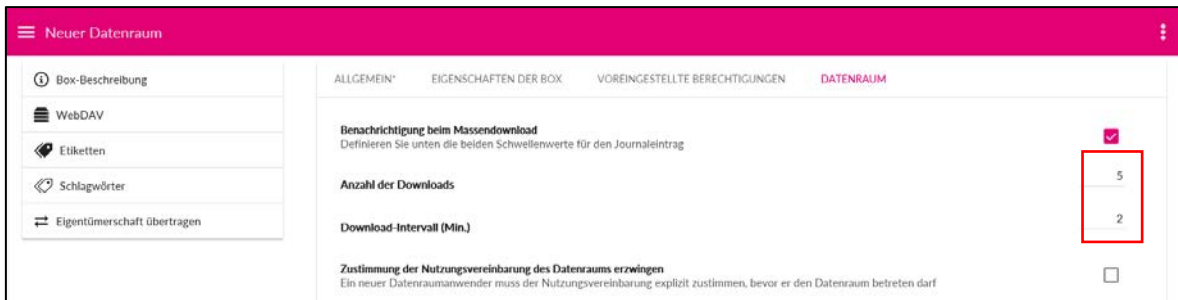 Neuer Datenraum
Box-Beschreibung
WebDAV
Etiketten
Schlagwörter
Eigentümerschaft übertragen
ALLGEMEIN* EIGENSCHAFTEN DER BOX VOREINGESTELLTE BERECHTIGUNGEN DATENRAUM
Benachrichtigung beim Massendownload
Definieren Sie unten die beiden Schwellenwerte für den Journaleintrag
Anzahl der Downloads 5
Download-Intervall (Min.) 2
Zustimmung der Nutzungsvereinbarung des Datenraums erzwingen
Ein neuer Datenraumanwender muss der Nutzungsvereinbarung explizit zustimmen, bevor er den Datenraum betreten darf